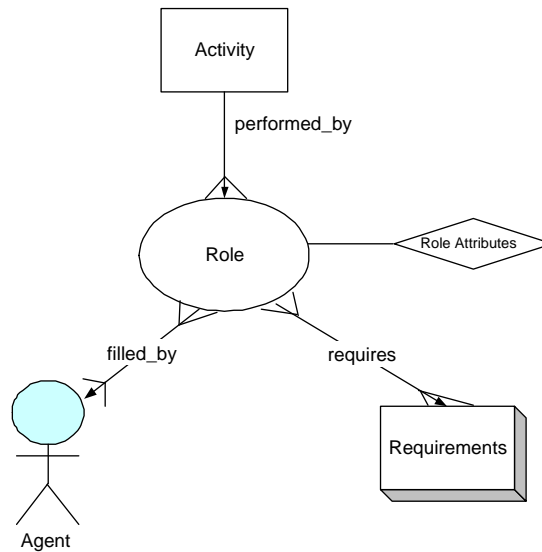 Activity
performed_by
Role
Role Attributes
filled_by
requires
Requirements
Agent